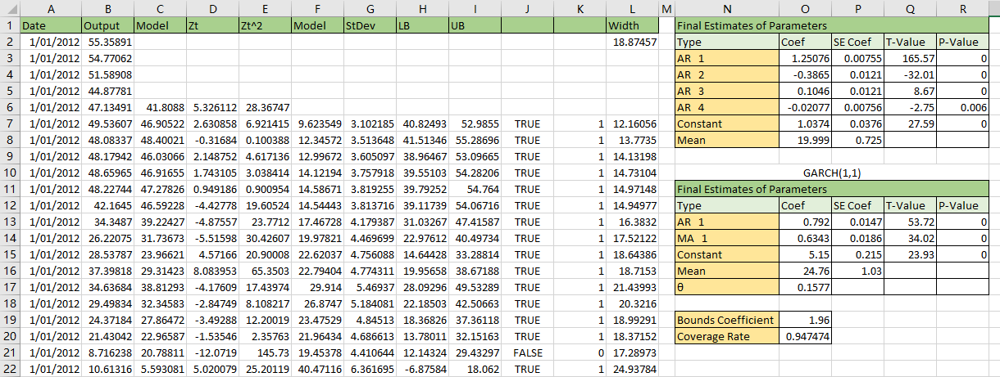 A B C D E F G H I J K L M N O P Q R
1 Date Output Model Zt Zt^2 Model StDev LB UB Width Final Estimates of Parameters
2 1/01/2012 55.35891 18.87457 Type Coef SE Coef T-Value P-Value
3 1/01/2012 54.77062 AR 1 1.25076 0.00755 165.57 0
4 1/01/2012 51.58908 AR 2 -0.3865 0.0121 -32.01 0
5 1/01/2012 44.87781 AR 3 0.1046 0.0121 8.67 0
6 1/01/2012 47.13491 41.8088 5.326112 28.36747 AR 4 -0.02077 0.00756 -2.75 0.006
7 1/01/2012 49.53607 46.90522 2.630858 6.921415 9.623549 3.102185 40.82493 52.9855 TRUE 1 12.16056 Constant 1.0374 0.0376 27.59 0
8 1/01/2012 48.08337 48.40021 -0.31684 0.100388 12.34572 3.513648 41.51346 55.28696 TRUE 1 13.7735 Mean 19.999 0.725
9 1/01/2012 48.17942 46.03066 2.148752 4.617136 12.99672 3.605097 38.96467 53.09665 TRUE 1 14.13198
10 1/01/2012 48.65965 46.91655 1.743105 3.038414 14.12194 3.757918 39.55103 54.28206 TRUE 1 14.73104 GARCH(1,1)
11 1/01/2012 48.22744 47.27826 0.949186 0.900954 14.58671 3.819255 39.79252 54.764 TRUE 1 14.97148 Final Estimates of Parameters
12 1/01/2012 42.1645 46.59228 -4.42778 19.60524 14.54443 3.813716 39.11739 54.06716 TRUE 1 14.94977 Type Coef SE Coef T-Value P-Value
13 1/01/2012 34.3487 39.22427 -4.87557 23.7712 17.46728 4.179387 31.03267 47.41587 TRUE 1 16.3832 AR 1 0.792 0.0147 53.72 0
14 1/01/2012 26.22075 31.73673 -5.51598 30.42607 19.97821 4.469699 22.97612 40.49734 TRUE 1 17.52122 MA 1 0.6343 0.0186 34.02 0
15 1/01/2012 28.53787 23.96621 4.57166 20.90008 22.62037 4.756088 14.64428 33.28814 TRUE 1 18.64386 Constant 5.15 0.215 23.93 0
16 1/01/2012 37.39818 29.31423 8.083953 65.3503 22.79404 4.774311 19.95658 38.67188 TRUE 1 18.7153 Mean 24.76 1.03
17 1/01/2012 34.63684 38.81293 -4.17609 17.43974 29.914 5.46937 28.09296 49.53289 TRUE 1 21.43993 θ 0.1577
18 1/01/2012 29.49834 32.34583 -2.84749 8.108217 26.8747 5.184081 22.18503 42.50663 TRUE 1 20.3216
19 1/01/2012 24.37184 27.86472 -3.49288 12.20019 23.47529 4.84513 18.36826 37.36118 TRUE 1 18.99291 Bounds Coefficient 1.96
20 1/01/2012 21.43042 22.96587 -1.53546 2.35763 21.96434 4.686613 13.78011 32.15163 TRUE 1 18.37152 Coverage Rate 0.947474
21 1/01/2012 8.716238 20.78811 -12.0719 145.73 19.45378 4.410644 12.14324 29.43297 FALSE 0 17.28973
22 1/01/2012 10.61316 5.593081 5.020079 25.20119 40.47116 6.361695 -6.87584 18.062 TRUE 1 24.93784